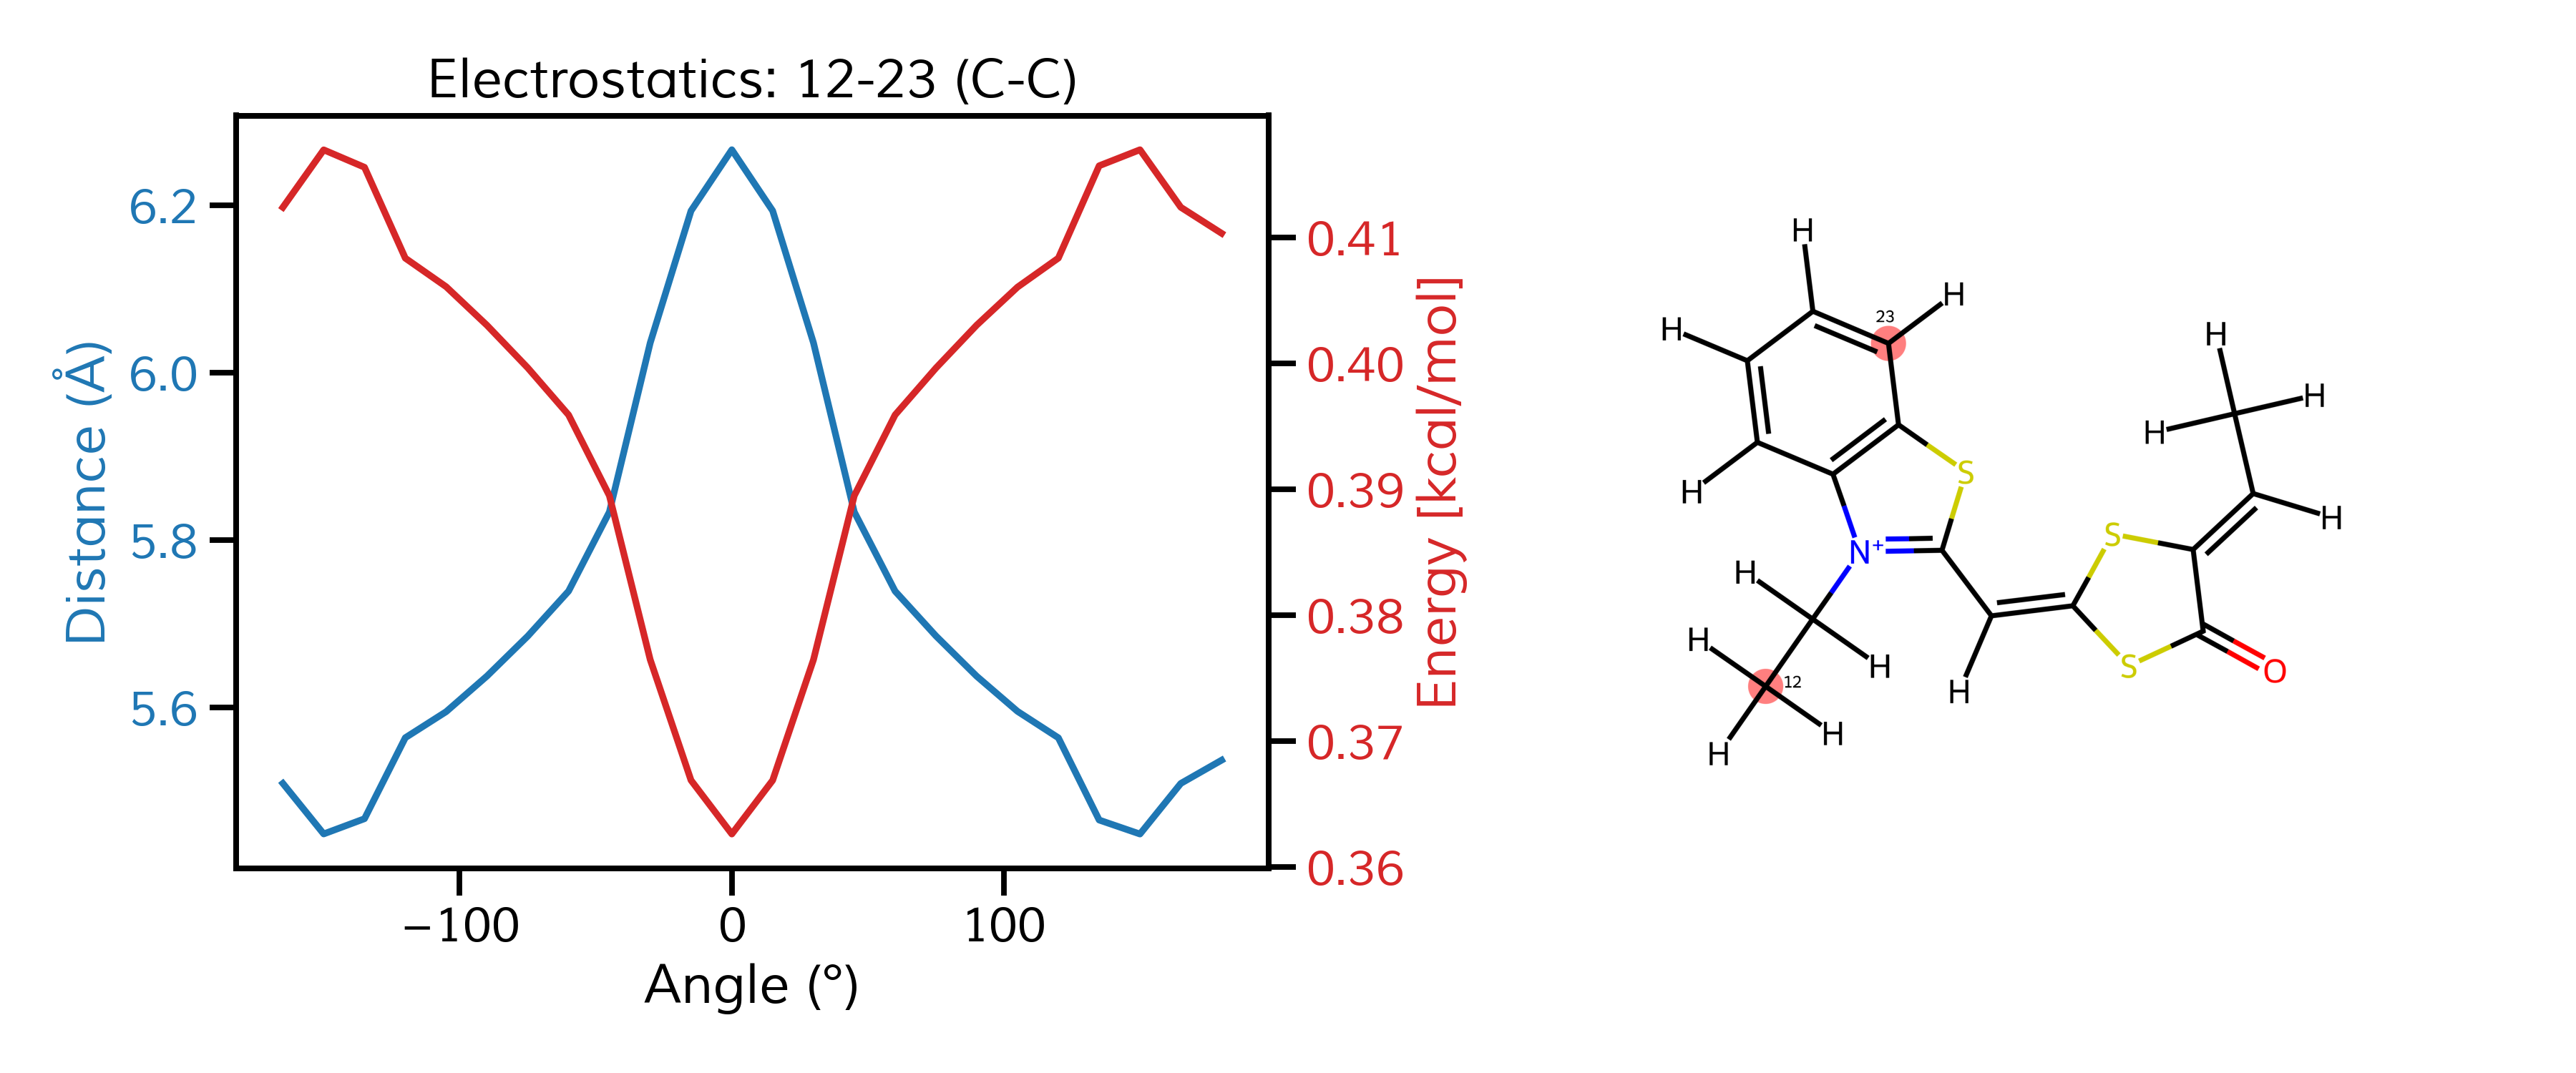 Electrostatics: 12-23 (C-C)
Distance (Å)
6.2
6.0
5.8
5.6
−100
0
100
Angle (°)
0.41
0.40
0.39
0.38
0.37
0.36
Energy [kcal/mol]
H
H
23
H
H
H
H
H
S
H
S
N+
H
H
H
S
O
12
H
H
H